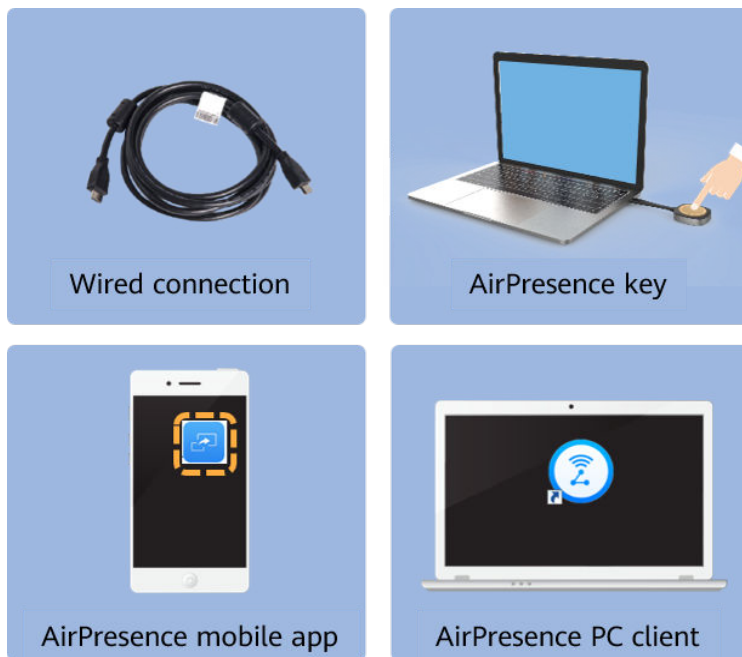 Wired connection
AirPresence key
AirPresence mobile app
AirPresence PC client